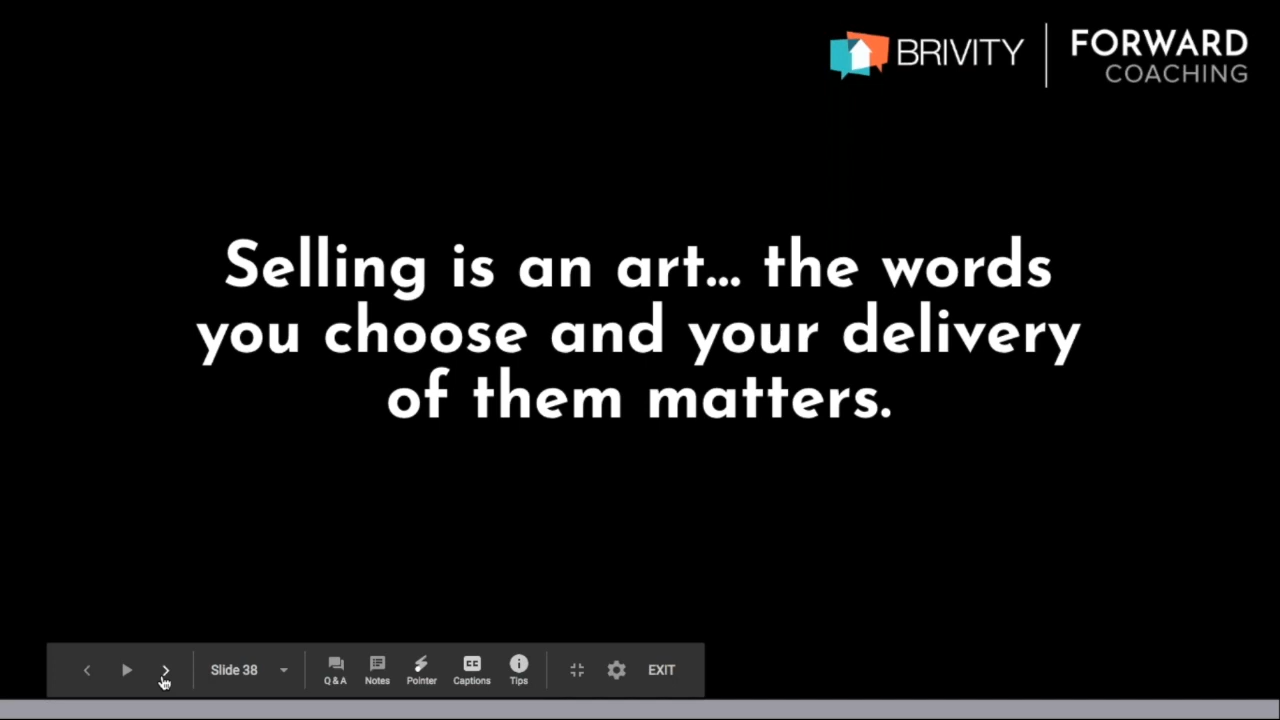 BRIVITY
FORWARD
COACHING
Selling is an art... the words
you choose and your delivery
of them matters.
Slide 38
Q&A
Notes
Pointer
CC
Captions
Tips
EXIT